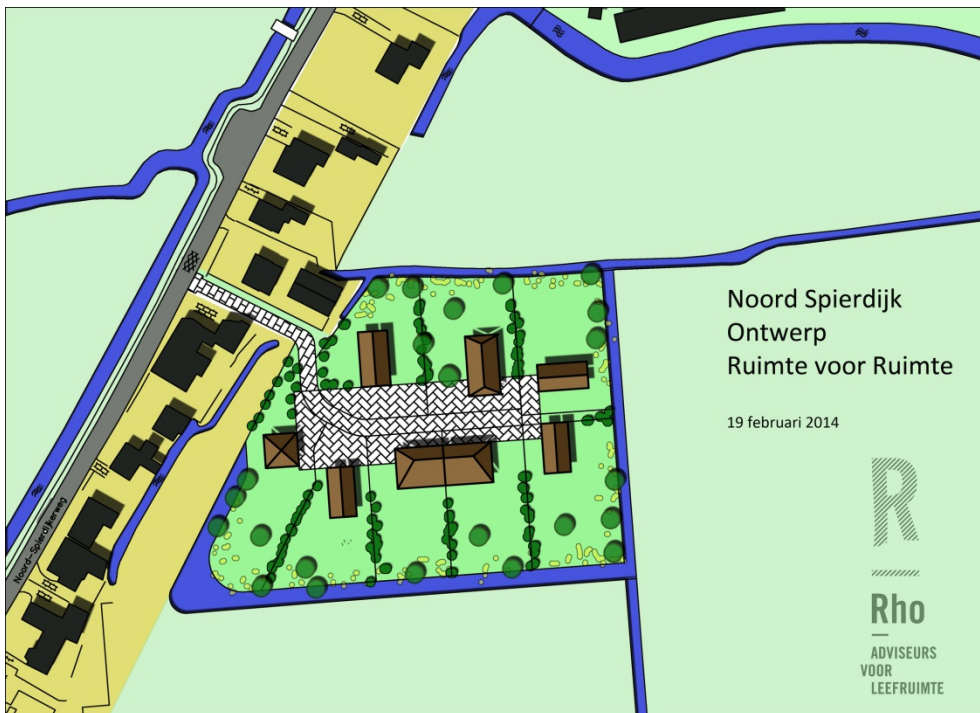 Noord Spierdijk
Ontwerp
Ruimte voor Ruimte
19 februari 2014
Noord-Spierdijkerweg
R
Rho
ADVISEURS
VOOR
LEEFRUIMTE